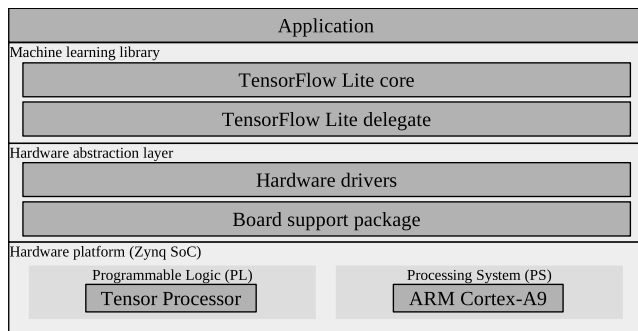 Application
Machine learning library
TensorFlow Lite core
TensorFlow Lite delegate
Hardware abstraction layer
Hardware drivers
Board support package
Hardware platform (Zynq SoC)
Programmable Logic (PL)
Tensor Processor
Processing System (PS)
ARM Cortex-A9